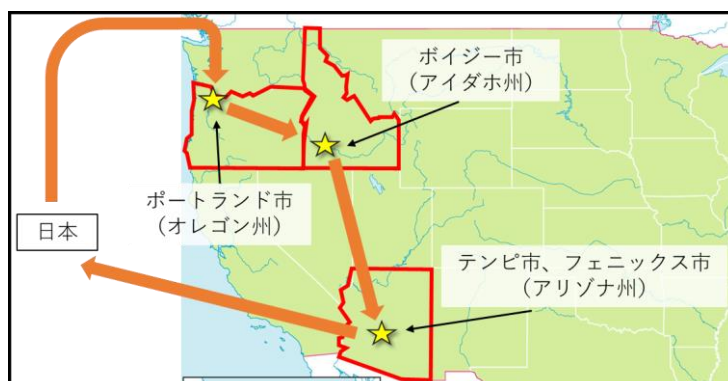 ボイジー市
（アイダホ州）
ポートランド市
（オレゴン州）
日本
テンピ市、フェニックス市
（アリゾナ州）